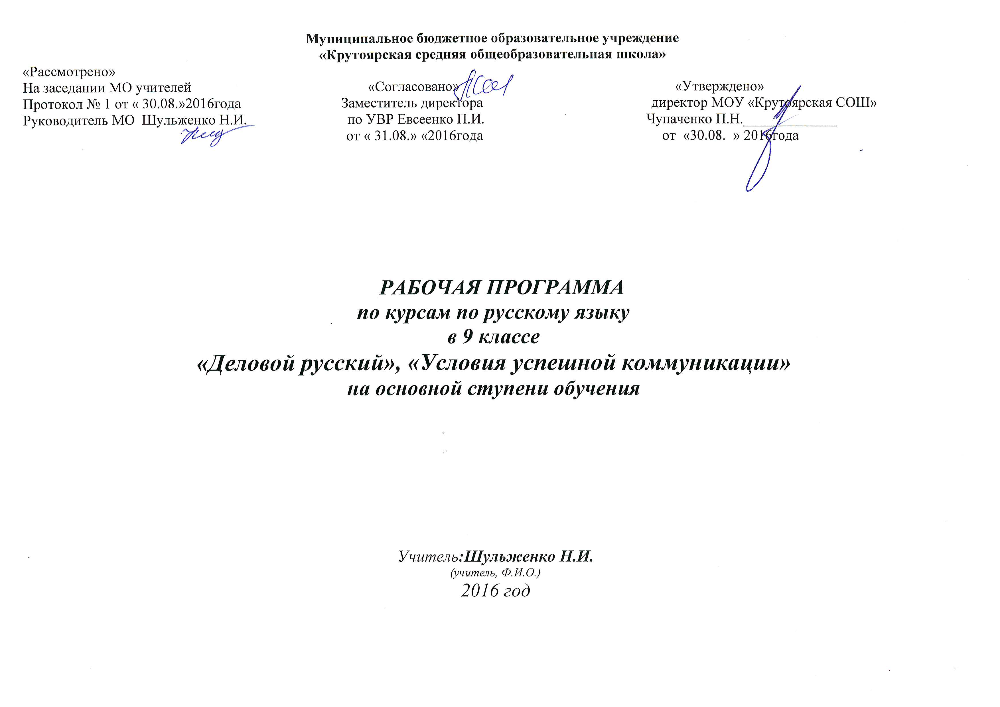 Муниципальное бюджетное образовательное учреждение
«Крутоярская средняя общеобразовательная школа»
«Рассмотрено»
На заседании МО учителей
Протокол № 1 от « 30.08.»2016года
Руководитель МО  Шульженко Н.И.
«Согласовано»
Заместитель директора
по УВР Евсеенко П.И.
от « 31.08.» «2016года
«Утверждено»
директор МОУ «Крутоярская СОШ»
Чупаченко П.Н._____________
от  «30.08.  » 2016года
РАБОЧАЯ ПРОГРАММА
по курсам по русскому языку
в 9 классе
«Деловой русский», «Условия успешной коммуникации»
на основной ступени обучения
Учитель:Шульженко Н.И.
(учитель, Ф.И.О.)
2016 год